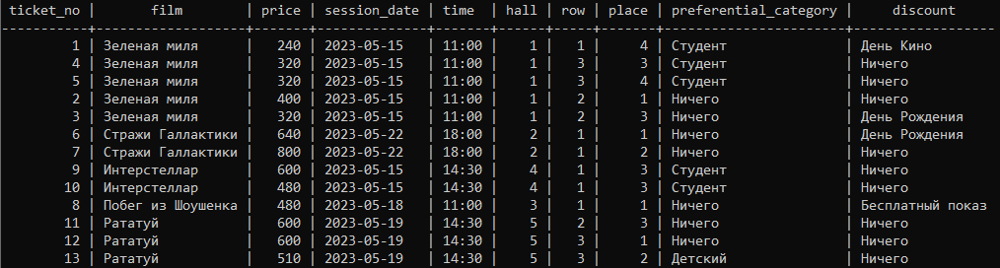 ticket_no | film | price | session_date | time | hall | row | place | preferential_category | discount
1 | Зеленая миля | 240 | 2023-05-15 | 11:00 | 1 | 1 | 4 | Студент | День Кино
4 | Зеленая миля | 320 | 2023-05-15 | 11:00 | 1 | 3 | 3 | Студент | Ничего
5 | Зеленая миля | 320 | 2023-05-15 | 11:00 | 1 | 3 | 4 | Студент | Ничего
2 | Зеленая миля | 400 | 2023-05-15 | 11:00 | 1 | 2 | 1 | Ничего | Ничего
3 | Зеленая миля | 320 | 2023-05-15 | 11:00 | 1 | 2 | 3 | Ничего | День Рождения
6 | Стражи Галлактики | 640 | 2023-05-22 | 18:00 | 2 | 1 | 1 | Ничего | День Рождения
7 | Стражи Галлактики | 800 | 2023-05-22 | 18:00 | 2 | 1 | 2 | Ничего | Ничего
9 | Интерстеллар | 600 | 2023-05-15 | 14:30 | 4 | 1 | 3 | Студент | Ничего
10 | Интерстеллар | 480 | 2023-05-15 | 14:30 | 4 | 1 | 3 | Студент | Ничего
8 | Побег из Шоушенка | 480 | 2023-05-18 | 11:00 | 3 | 1 | 1 | Ничего | Бесплатный показ
11 | Рататуй | 600 | 2023-05-19 | 14:30 | 5 | 2 | 3 | Ничего | Ничего
12 | Рататуй | 600 | 2023-05-19 | 14:30 | 5 | 3 | 1 | Ничего | Ничего
13 | Рататуй | 510 | 2023-05-19 | 14:30 | 5 | 3 | 2 | Детский | Ничего